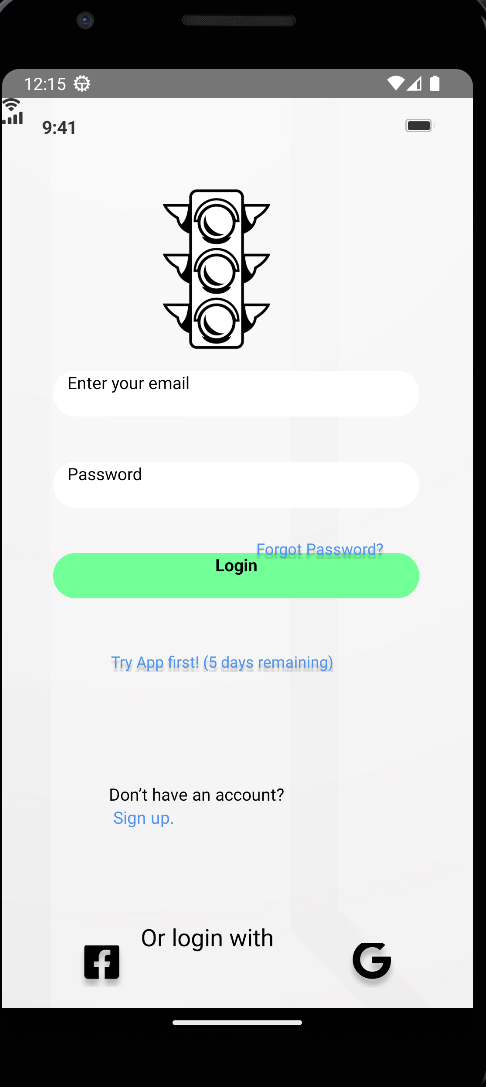 12:15
9:41
Enter your email
Password
Forgot Password?
Login
Try App first! (5 days remaining)
Don't have an account?
Sign up.
Or login with